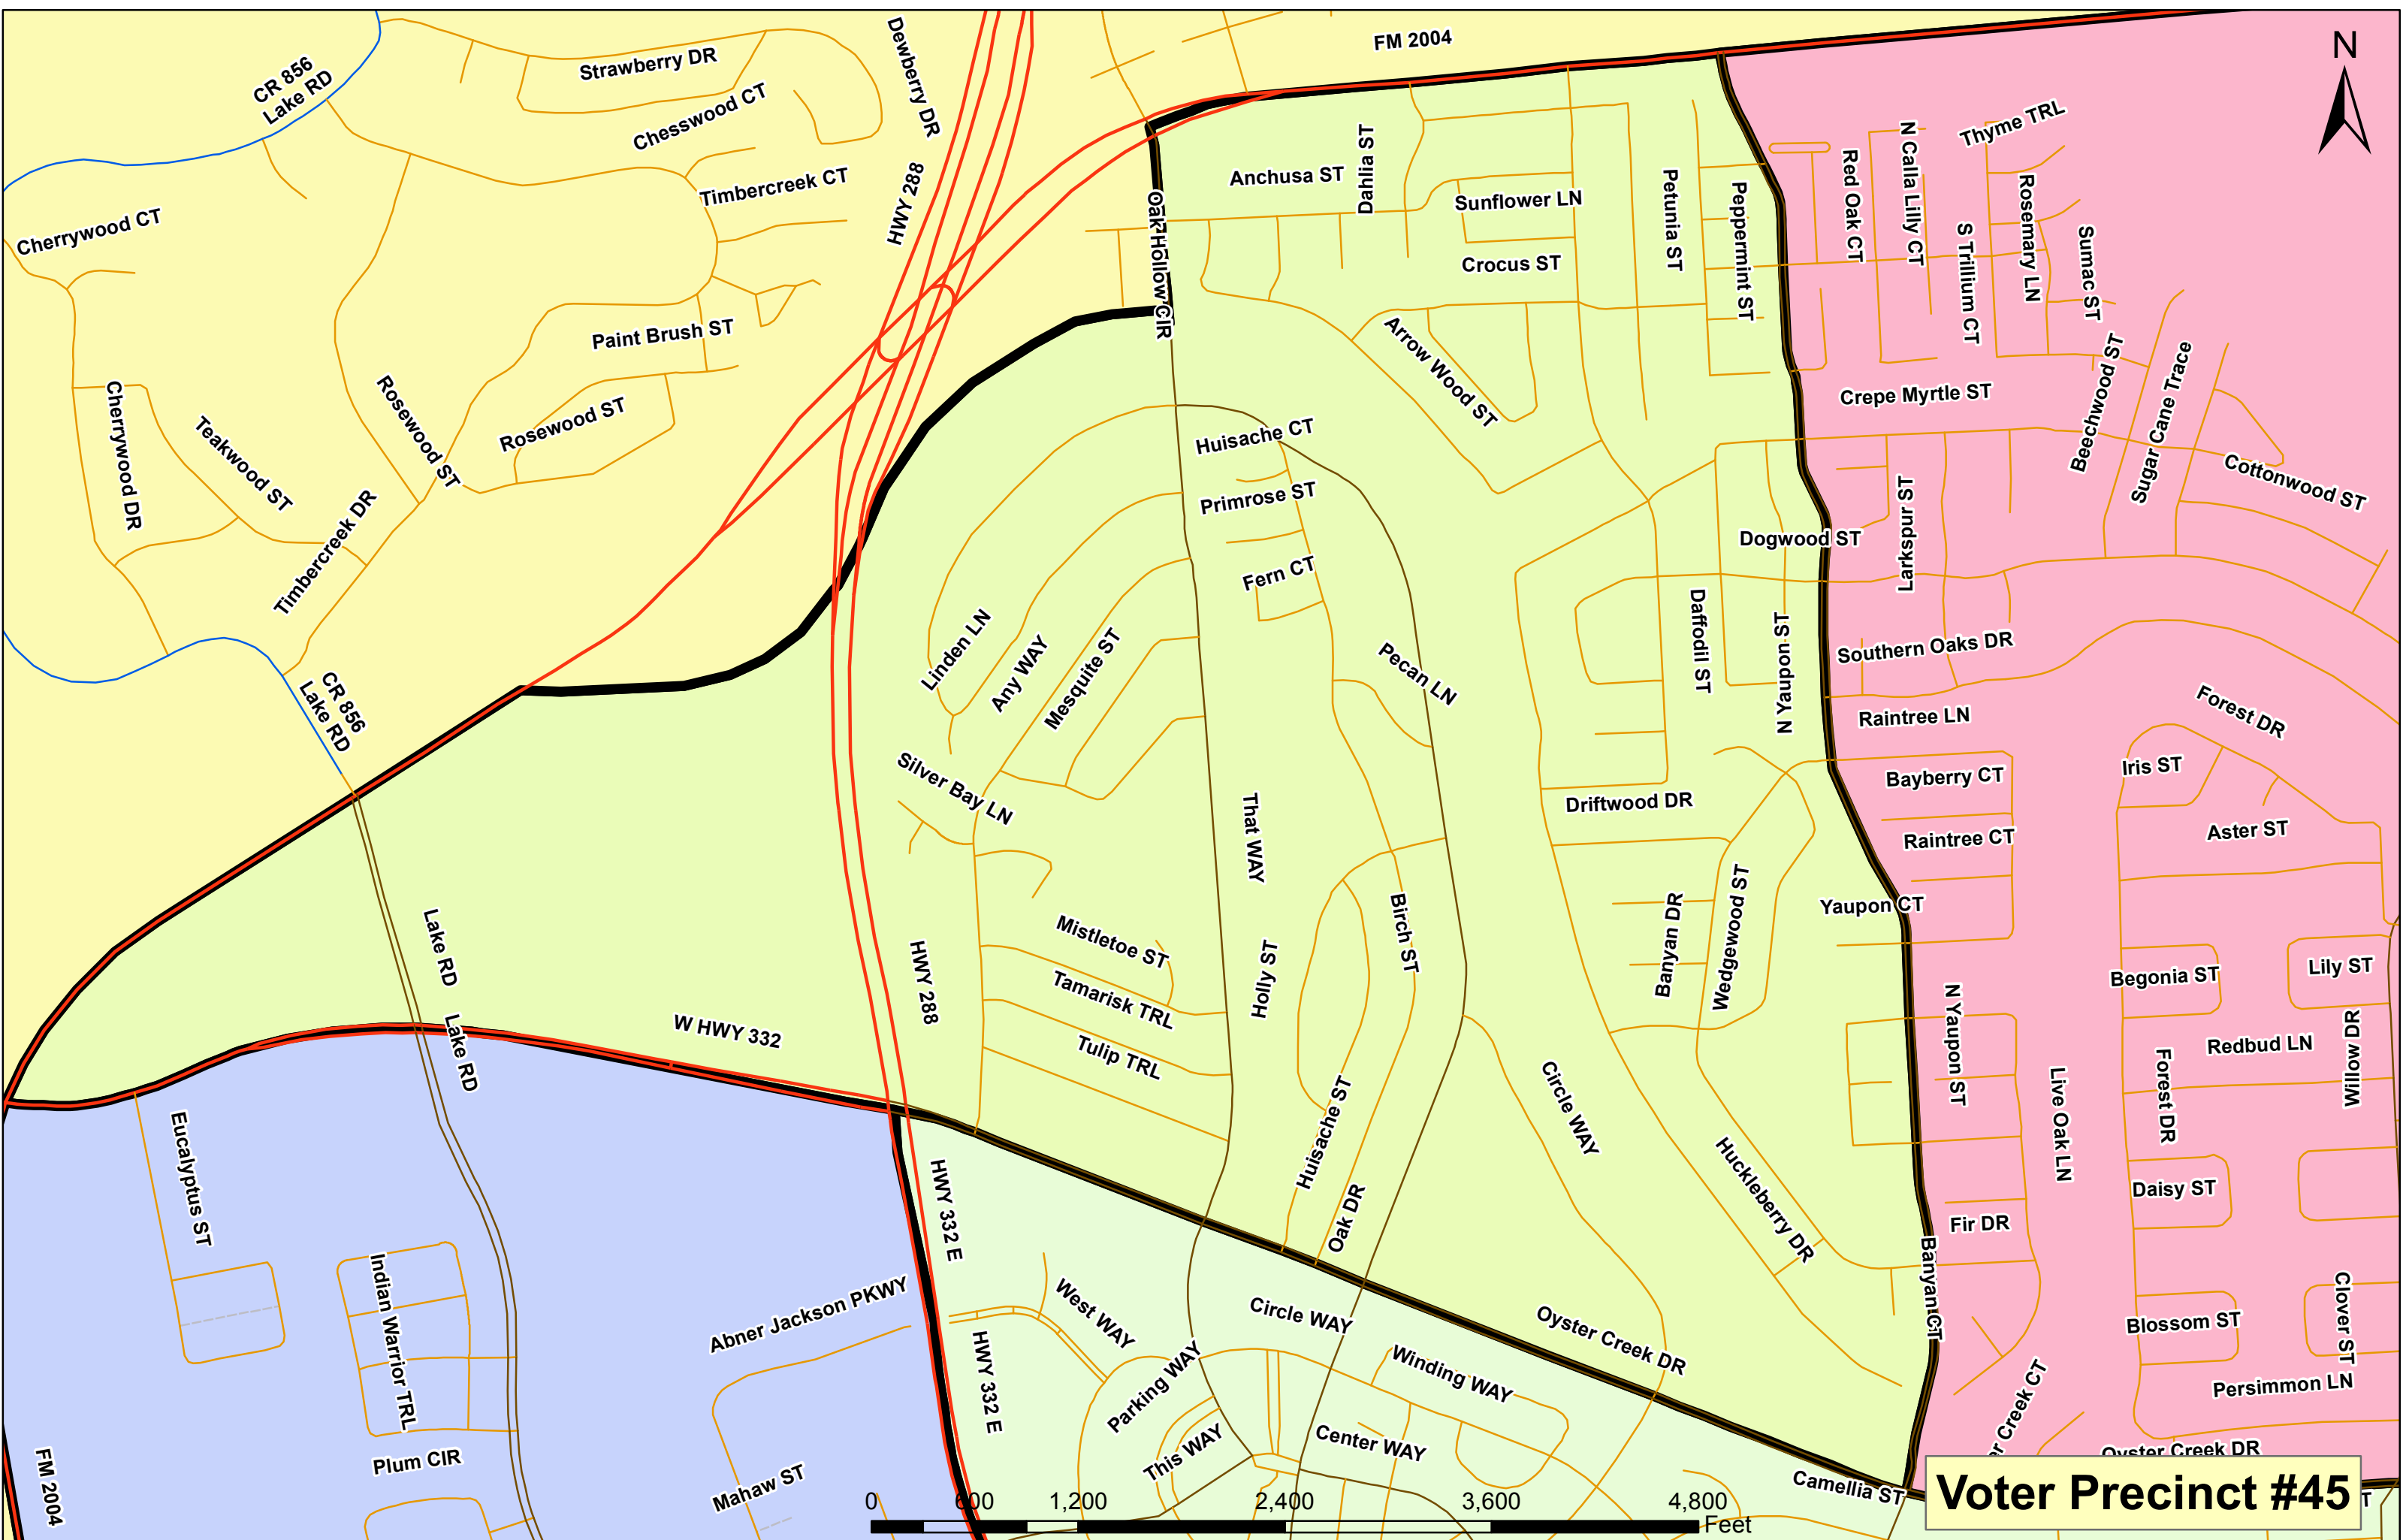 FM 2004
N
CR 856
Lake RD
Strawberry DR
Dewberry DR
Chesswood CT
Thyme TRL
Timbercreek CT
HWY 288
Anchusa ST
Dahlia ST
Sunflower LN
Petunia ST
Peppermint ST
Red Oak CT
N Calla Lilly CT
S Trillium CT
Rosemary LN
Sumac ST
Cherrywood CT
Oak Hollow CIR
Crocus ST
Paint Brush ST
Arrow Wood ST
Beechwood ST
Sugar Cane Trace
Crepe Myrtle ST
Cherrywood DR
Teakwood ST
Rosewood ST
Rosewood ST
Huisache CT
Primrose ST
Cottonwood ST
Timbercreek DR
Fern CT
Dogwood ST
Larkspur ST
Linden LN
Any WAY
Mesquite ST
Pecan LN
Daffodil ST
N Yaupon ST
Southern Oaks DR
CR 856
Lake RD
Raintree LN
Forest DR
Silver Bay LN
That WAY
Driftwood DR
Bayberry CT
Iris ST
Raintree CT
Aster ST
Lake RD
Mistletoe ST
Holly ST
Birch ST
Banyan DR
Wedgewood ST
Yaupon CT
HWY 288
Tamarisk TRL
Begonia ST
Lily ST
W HWY 332
Lake RD
Tulip TRL
N Yaupon ST
Redbud LN
Willow DR
Eucalyptus ST
Huisache ST
Circle WAY
Live Oak LN
Forest DR
HWY 332 E
Oak DR
Huckleberry DR
Daisy ST
Fir DR
Indian Warrior TRL
Abner Jackson PKWY
West WAY
Circle WAY
Oyster Creek DR
Banyan CT
Blossom ST
Clover ST
HWY 332 E
Parking WAY
Winding WAY
Persimmon LN
er Creek CT
FM 2004
Plum CIR
This WAY
Center WAY
Oyster Creek DR
Mahaw ST
Camellia ST
Voter Precinct #45
T
0 600 1,200 2,400 3,600 4,800
Feet